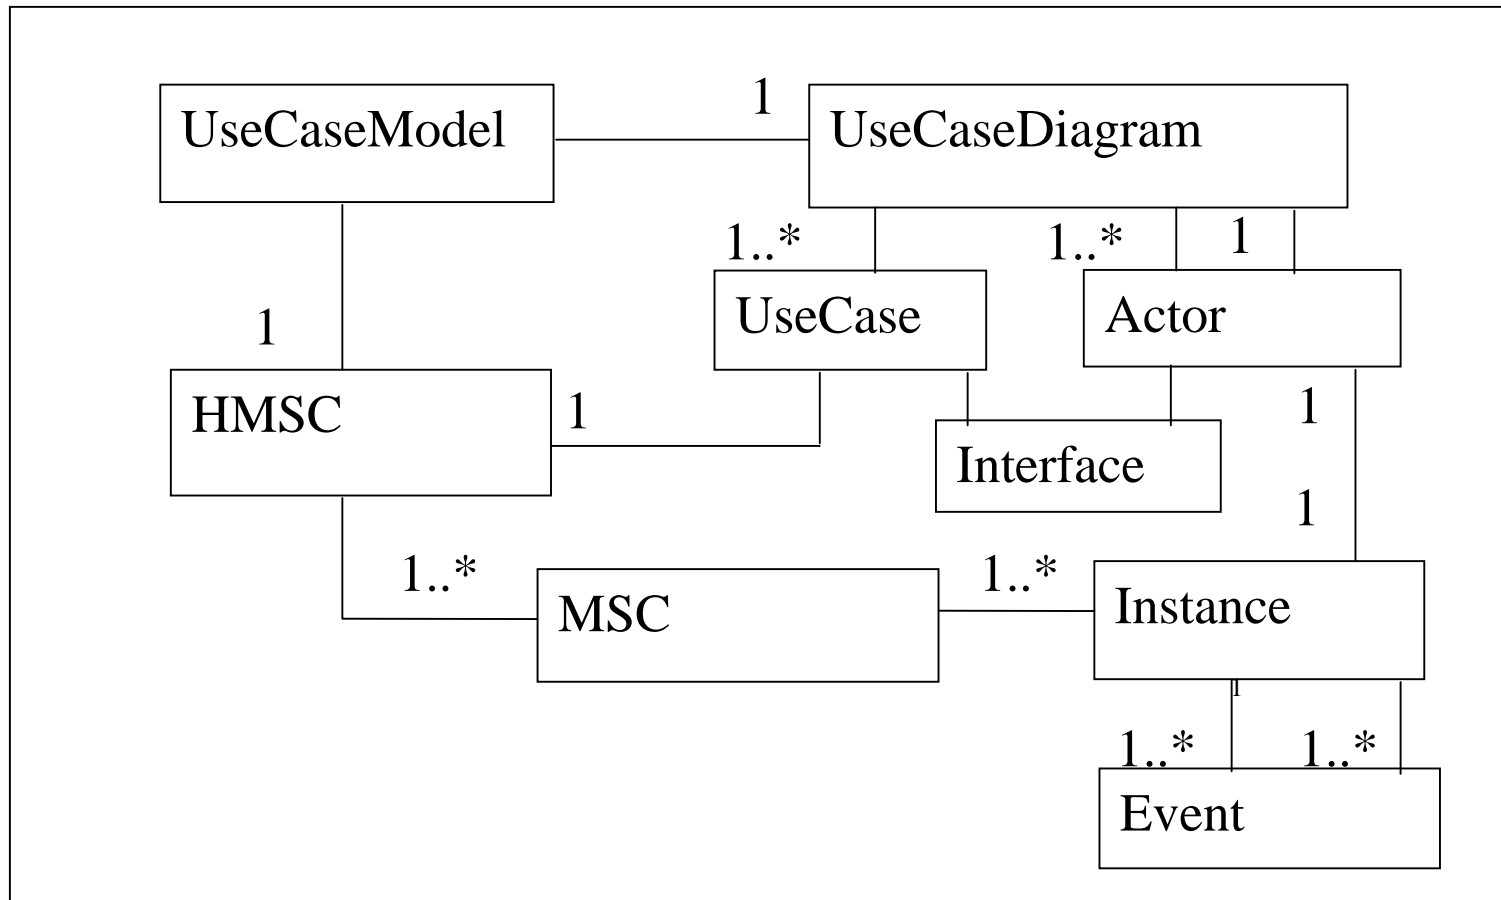 1
UseCaseModel
UseCaseDiagram
1..*
1..*
1
UseCase
Actor
1
HMSC
1
1
Interface
1
1..*
1..*
MSC
Instance
1
1..*
1..*
Event